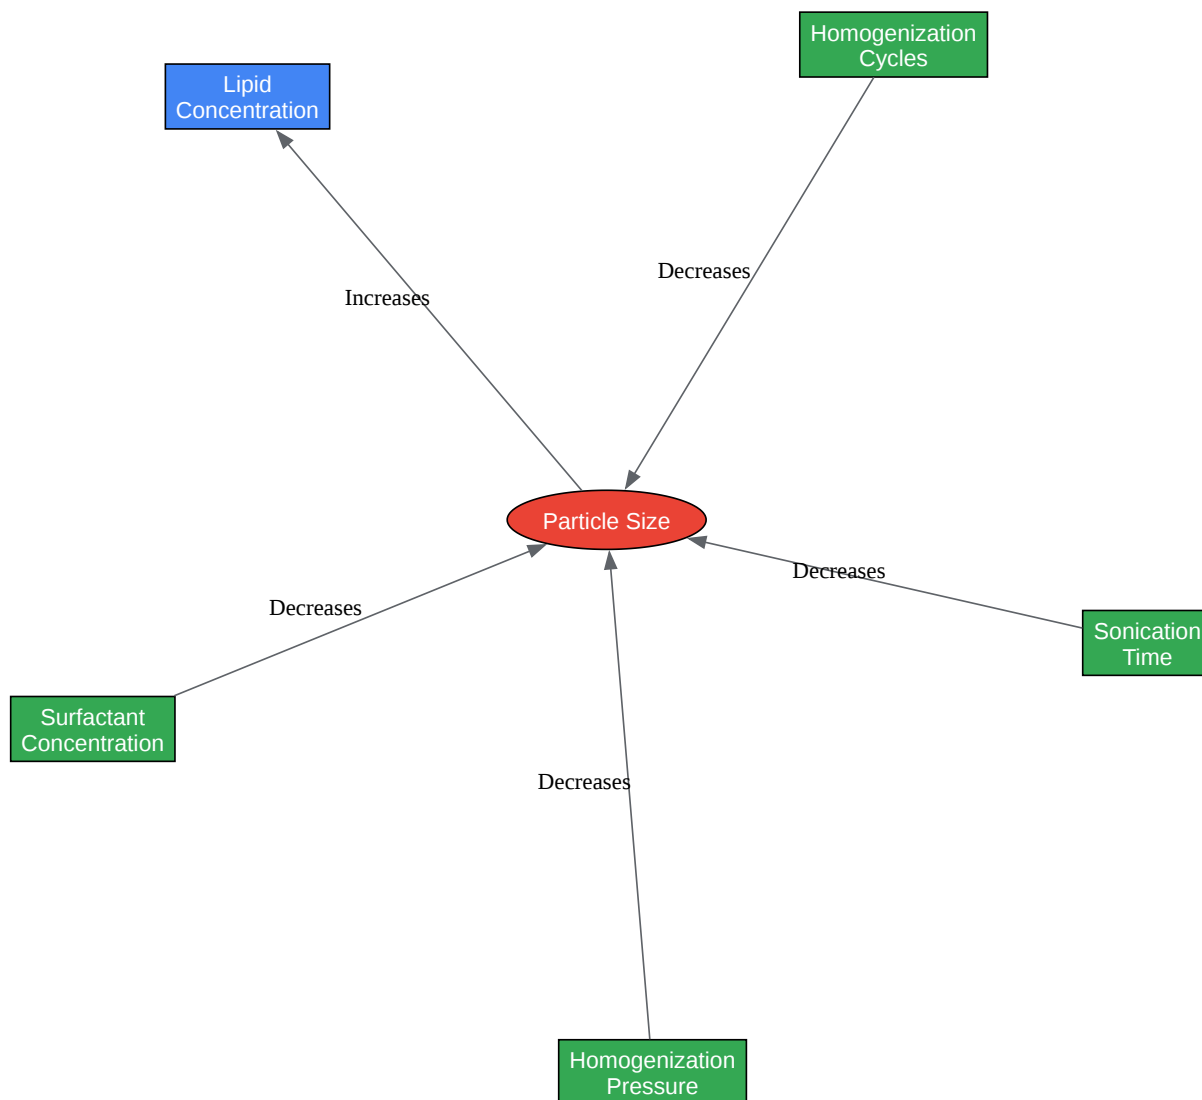 Homogenization
Cycles
Lipid
Concentration
Decreases
Increases
Particle Size
Decreases
Decreases
Sonication
Time
Surfactant
Concentration
Decreases
Homogenization
Pressure